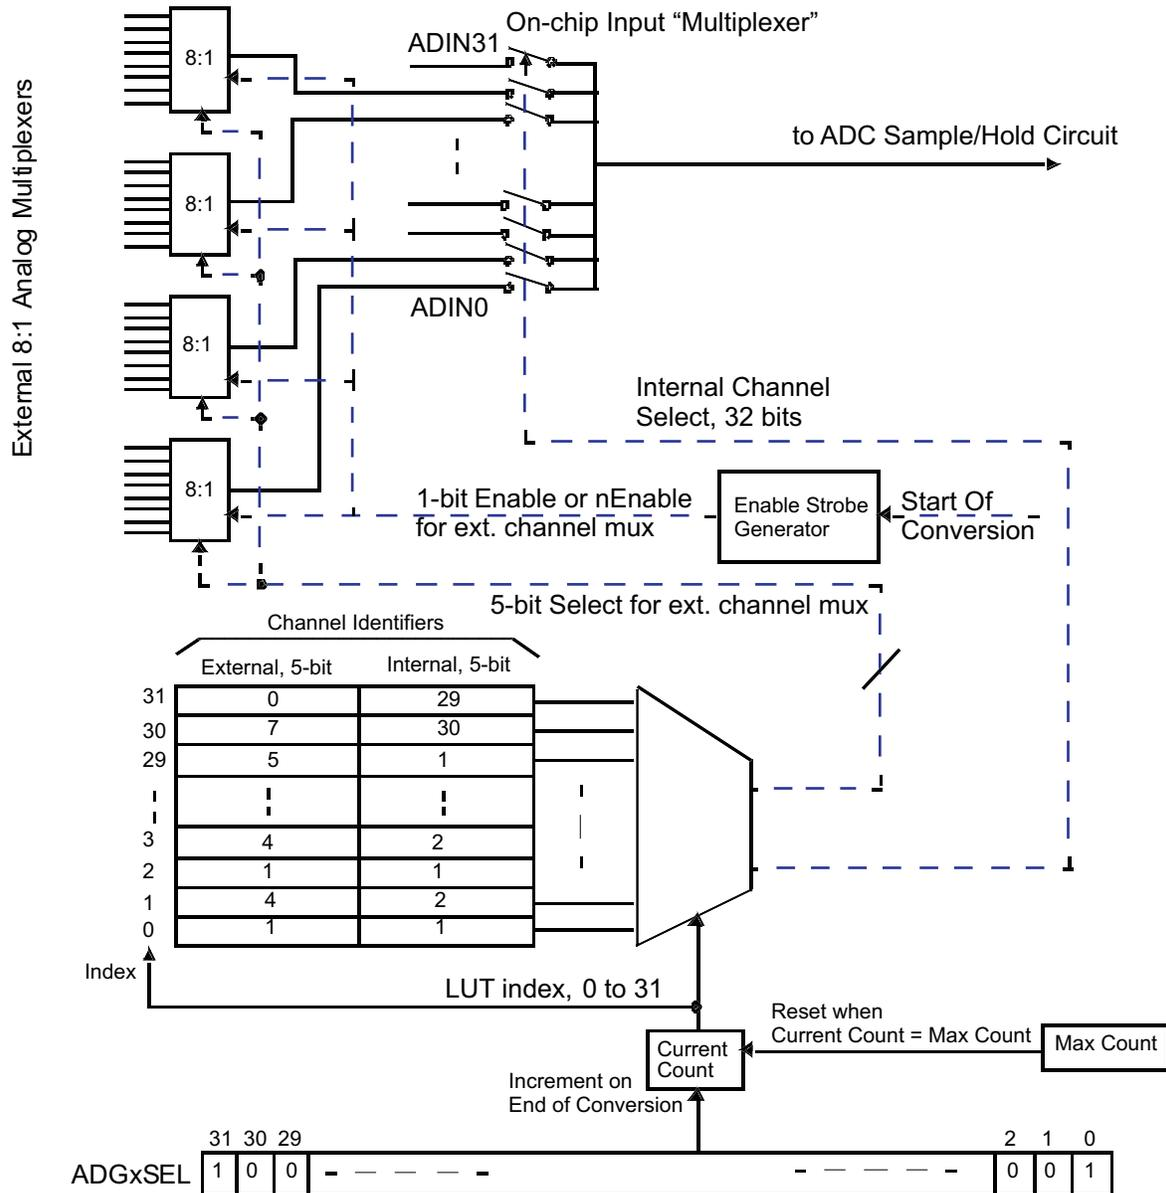 On-chip Input “Multiplexer”
ADIN31
8:1
External 8:1 Analog Multiplexers
to ADC Sample/Hold Circuit
8:1
ADIN0
8:1
Internal Channel
Select, 32 bits
8:1
1-bit Enable or nEnable
for ext. channel mux
Enable Strobe
Generator
Start Of
Conversion
5-bit Select for ext. channel mux
Channel Identifiers
External, 5-bit
Internal, 5-bit
31 0 29
30 7 30
29 5 1
3 4 2
2 1 1
1 4 2
0 1 1
Index
LUT index, 0 to 31
Reset when
Current Count = Max Count
Max Count
Current
Count
Increment on
End of Conversion
31 30 29 2 1 0
ADGxSEL 1 0 0 0 0 1